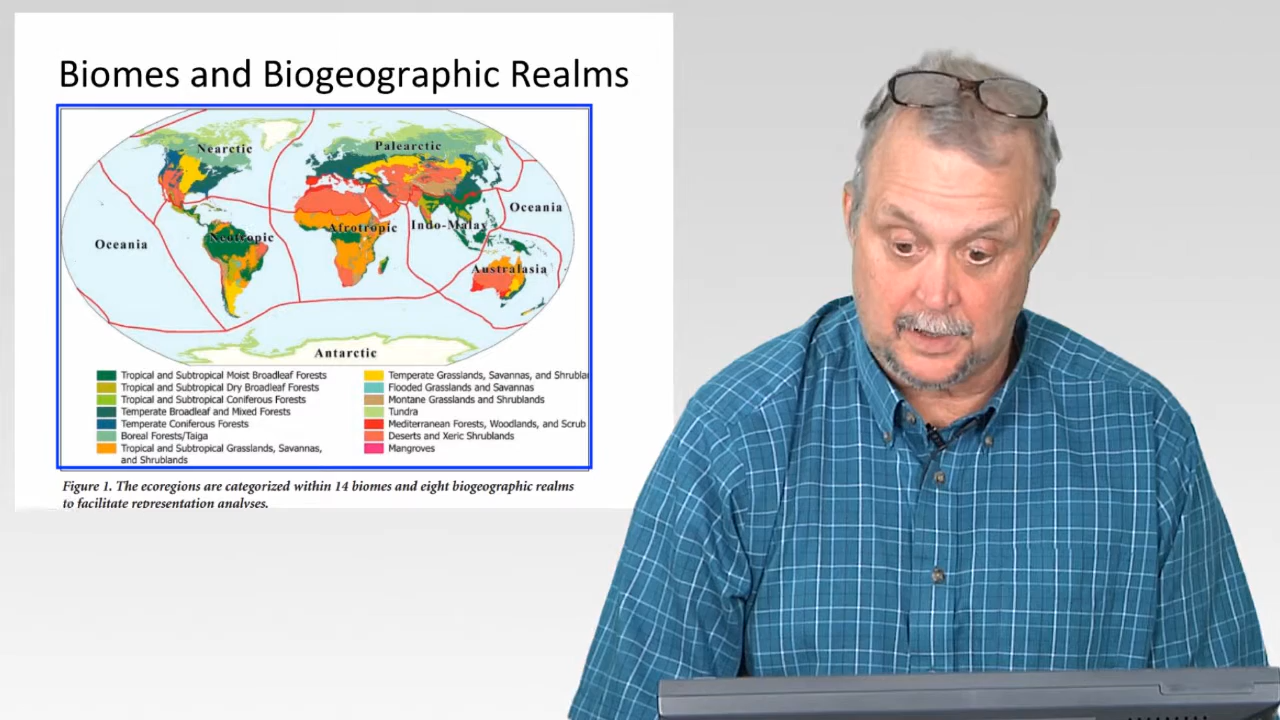 Biomes and Biogeographic Realms
Nearctic
Palearctic
Oceania
Oceania
Neotropic
Afrotropic
Indo-Malay
Australasia
Antarctic
Tropical and Subtropical Moist Broadleaf Forests
Tropical and Subtropical Dry Broadleaf Forests
Tropical and Subtropical Coniferous Forests
Temperate Broadleaf and Mixed Forests
Temperate Coniferous Forests
Boreal Forests/Taiga
Tropical and Subtropical Grasslands, Savannas,
and Shrublands
Temperate Grasslands, Savannas, and Shrublar
Flooded Grasslands and Savannas
Montane Grasslands and Shrublands
Tundra
Mediterranean Forests, Woodlands, and Scrub
Deserts and Xeric Shrublands
Mangroves
Figure 1. The ecoregions are categorized within 14 biomes and eight biogeographic realms
to facilitate representation analyses.